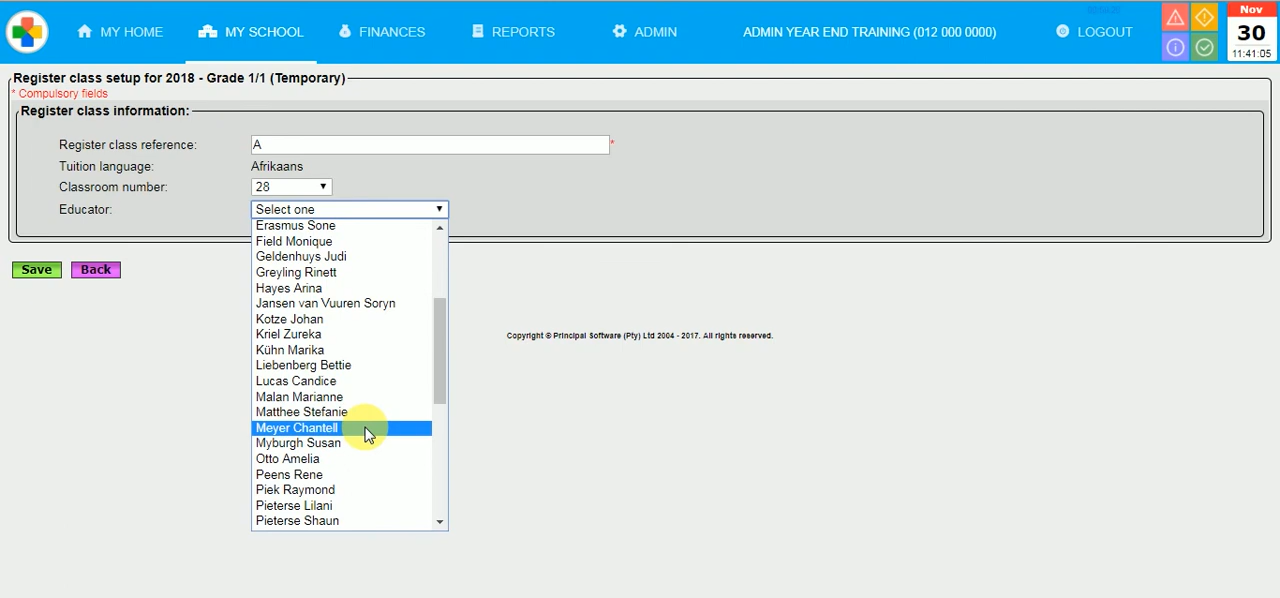 MY HOME MY SCHOOL FINANCES REPORTS ADMIN ADMIN YEAR END TRAINING (012 000 0000) LOGOUT
Nov
30
11:41:05
Register class setup for 2018 - Grade 1/1 (Temporary)
* Compulsory fields
Register class information:
Register class reference: A *
Tuition language: Afrikaans
Classroom number: 28
Educator: Select one
Erasmus Sone
Field Monique
Geldenhuys Judi
Greyling Rinett
Hayes Arina
Jansen van Vuuren Soryn
Kotze Johan
Kriel Zureka
Kühn Marika
Liebenberg Bettie
Lucas Candice
Malan Marianne
Matthee Stefanie
Meyer Chantell
Myburgh Susan
Otto Amelia
Peens Rene
Piek Raymond
Pieterse Lilani
Pieterse Shaun
Save Back
Copyright © Principal Software (Pty) Ltd 2004 - 2017. All rights reserved.